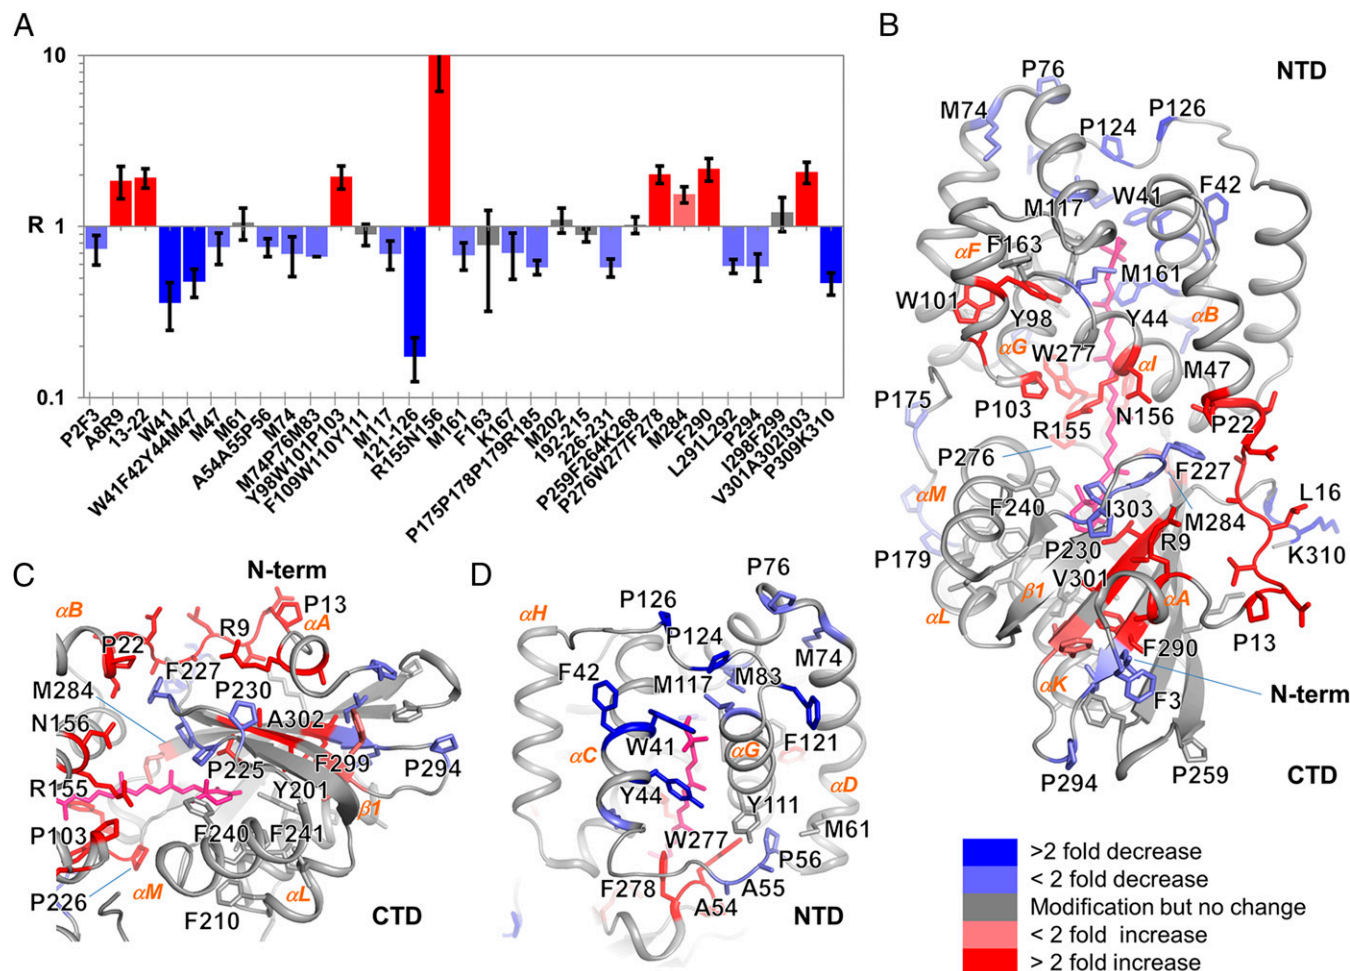 A
10
R 1
0.1
P2F3
A8R9
13-22
W41
W41F42Y44M47
M47
M61
A54A55P56
M74
M74P76M83
Y98W101P103
F109W110Y111
M117
121-126
R155N156
M161
F163
K167
P175P178P179R185
M202
192-215
226-231
P259F264K268
P276W277F278
M284
F290
L291L292
P294
I298F299
V301A302I303
P309K310
B
NTD
P76
M74
P124
P126
W41
F42
M117
αF
F163
M161
W101
Y98
Y44
αB
αG
W277
αI
M47
P175
P103
N156
P22
R155
P276
F227
αM
F240
I303
M284
L16
P179
P230
R9
K310
V301
β1
αA
αL
P13
F290
αK
F3
N-term
P294
P259
CTD
C
N-term
αB
P13
αA
R9
P22
F227
M284
P230
A302
N156
P225
F299
P294
R155
Y201
β1
P103
F240
F241
P226
αM
αL
F210
CTD
D
P76
αH
P126
P124
M74
F42
M117
M83
W41
αG
F121
αC
Y44
αD
Y111
W277
M61
P56
F278
A55
A54
NTD
>2 fold decrease
< 2 fold decrease
Modification but no change
< 2 fold increase
> 2 fold increase